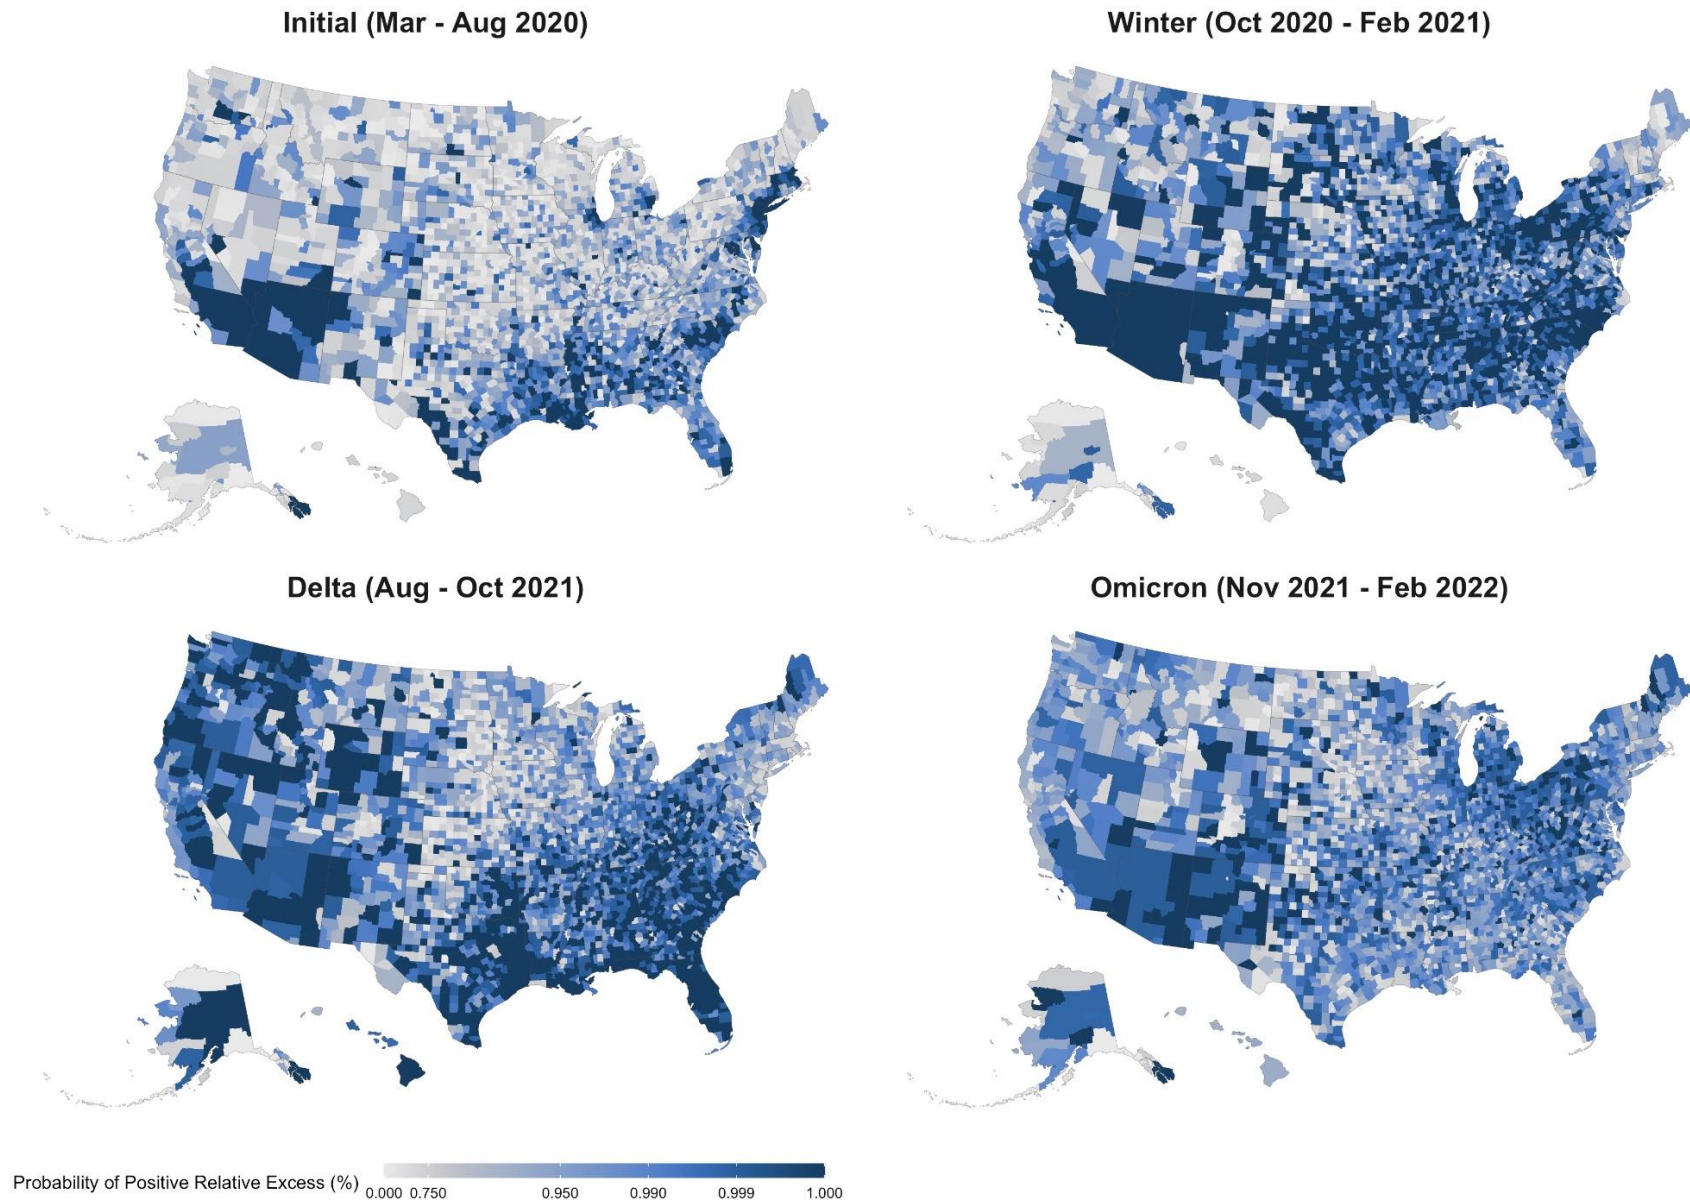 Initial (Mar - Aug 2020)
Winter (Oct 2020 - Feb 2021)
Delta (Aug - Oct 2021)
Omicron (Nov 2021 - Feb 2022)
Probability of Positive Relative Excess (%)
0.000 0.750 0.950 0.990 0.999 1.000